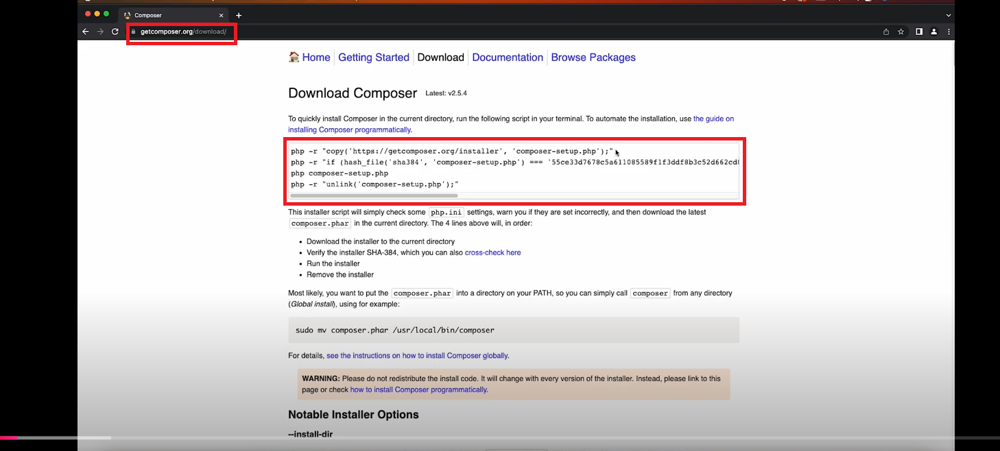 Composer
getcomposer.org/download/
Home Getting Started Download Documentation Browse Packages
Download Composer Latest: v2.5.4
To quickly install Composer in the current directory, run the following script in your terminal. To automate the installation, use the guide on
installing Composer programmatically.
php -r "copy('https://getcomposer.org/installer', 'composer-setup.php');"
php -r "if (hash_file('sha384', 'composer-setup.php') === '55ce33d7678c5a611085589f1f3ddf8b3c52d662cd0
php composer-setup.php
php -r "unlink('composer-setup.php');"
This installer script will simply check some php.ini settings, warn you if they are set incorrectly, and then download the latest
composer.phar in the current directory. The 4 lines above will, in order:
• Download the installer to the current directory
• Verify the installer SHA-384, which you can also cross-check here
• Run the installer
• Remove the installer
Most likely, you want to put the composer.phar into a directory on your PATH, so you can simply call composer from any directory
(Global install), using for example:
sudo mv composer.phar /usr/local/bin/composer
For details, see the instructions on how to install Composer globally.
WARNING: Please do not redistribute the install code. It will change with every version of the installer. Instead, please link to this
page or check how to install Composer programmatically.
Notable Installer Options
--install-dir